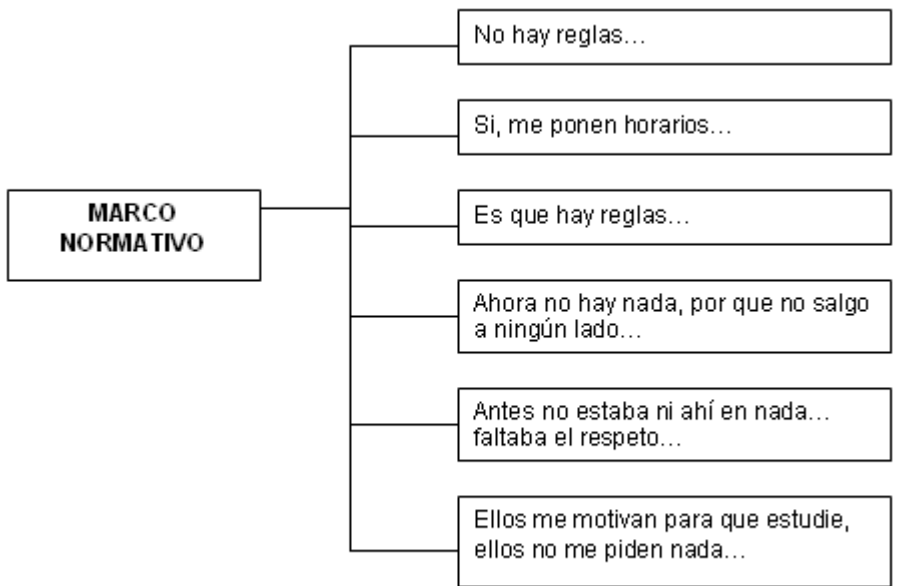 No hay reglas…
Si, me ponen horarios…
MARCO
NORMATIVO
Es que hay reglas…
Ahora no hay nada, por que no salgo
a ningún lado…
Antes no estaba ni ahí en nada…
faltaba el respeto…
Ellos me motivan para que estudie,
ellos no me piden nada…